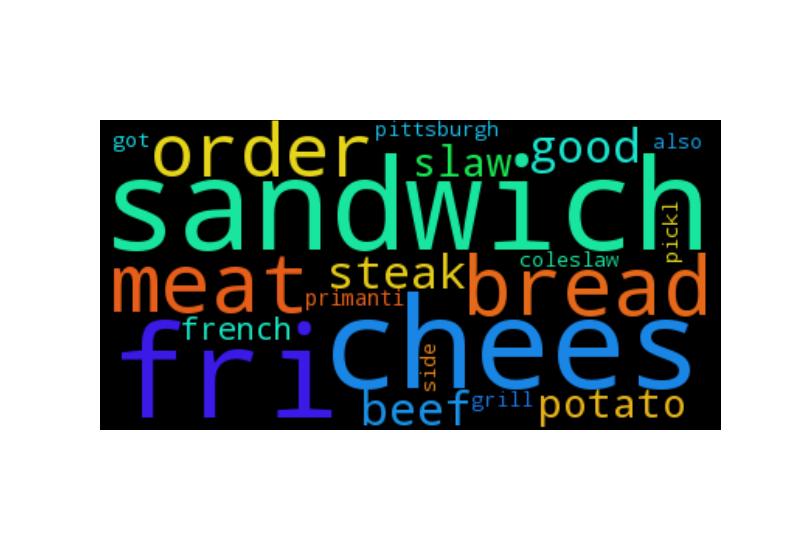 got
order
pittsburgh
slaw
good
also
sandwich
pickl
meat
primanti
steak
bread
coleslaw
fri
french
chees
side
beef
grill
potato